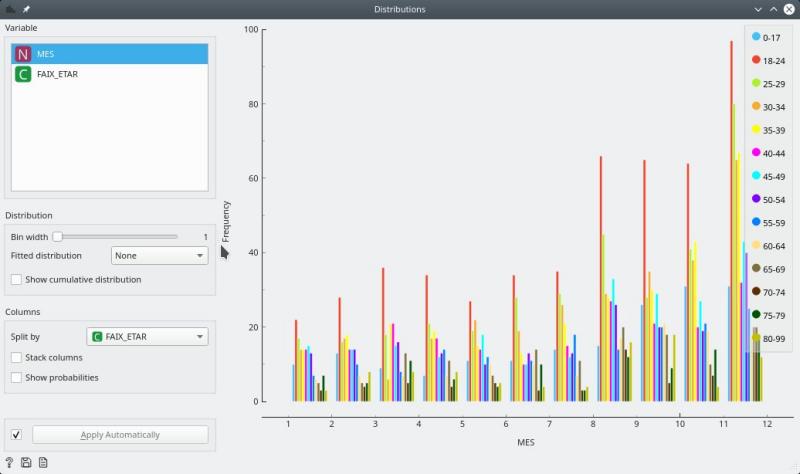 Distributions
Variable
N MES
C FAIX_ETAR
Distribution
Bin width 1
Fitted distribution None
Show cumulative distribution
Columns
Split by C FAIX_ETAR
Stack columns
Show probabilities
Apply Automatically
?
Frequency
100
80
60
40
20
0
1 2 3 4 5 6 7 8 9 10 11 12
MES
0-17
18-24
25-29
30-34
35-39
40-44
45-49
50-54
55-59
60-64
65-69
70-74
75-79
80-99